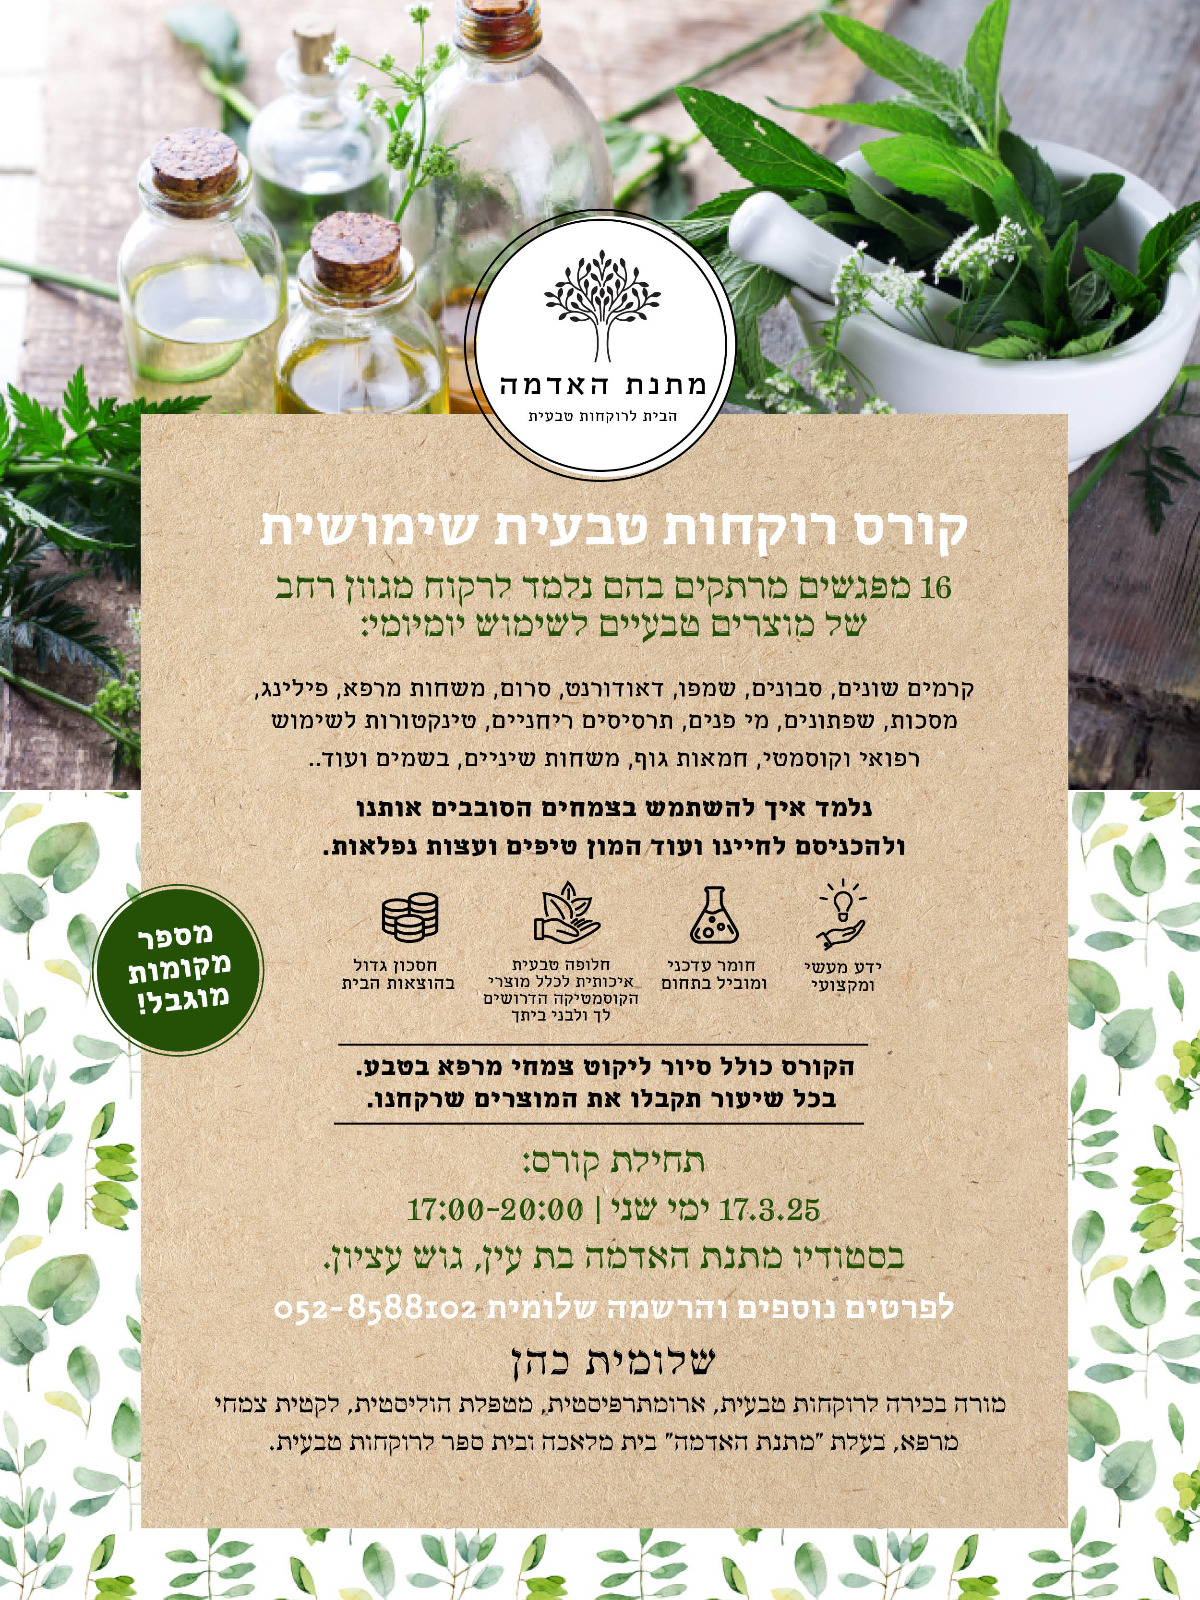 מתנת האדמה
הבית לרוקחות טבעית
קורס רוקחות טבעית שימושית
16 מפגשים מרתקים בהם נלמד לרקוח מגוון רחב
של מוצרים טבעיים לשימוש יומיומי:
קרמים שונים, סבונים, שמפו, דאודורנט, סרום, משחות מרפא, פילינג,
מסכות, שפתונים, מי פנים, תרסיסים ריחניים, טינקטורות לשימוש
רפואי וקוסמטי, חמאות גוף, משחות שיניים, בשמים ועוד..
נלמד איך להשתמש בצמחים הסובבים אותנו
ולהכניסם לחיינו ועוד המון טיפים ועצות נפלאות.
ידע מעשי
ומקצועי
חומר עדכני
ומוביל בתחום
חלופה טבעית
איכותית לכלל מוצרי
הקוסמטיקה הדרושים
לך ולבני ביתך
חסכון גדול
בהוצאות הבית
מספר
מקומות
מוגבל!
הקורס כולל סיור ליקוט צמחי מרפא בטבע.
בכל שיעור תקבלו את המוצרים שרקחנו.
תחילת קורס:
17.3.25 ימי שני | 17:00-20:00
בסטודיו מתנת האדמה בת עין, גוש עציון.
לפרטים נוספים והרשמה שלומית 052-8588102
שלומית כהן
מורה בכירה לרוקחות טבעית, ארומתרפיסטית, מטפלת הוליסטית, לקטית צמחי
מרפא, בעלת "מתנת האדמה" בית מלאכה ובית ספר לרוקחות טבעית.